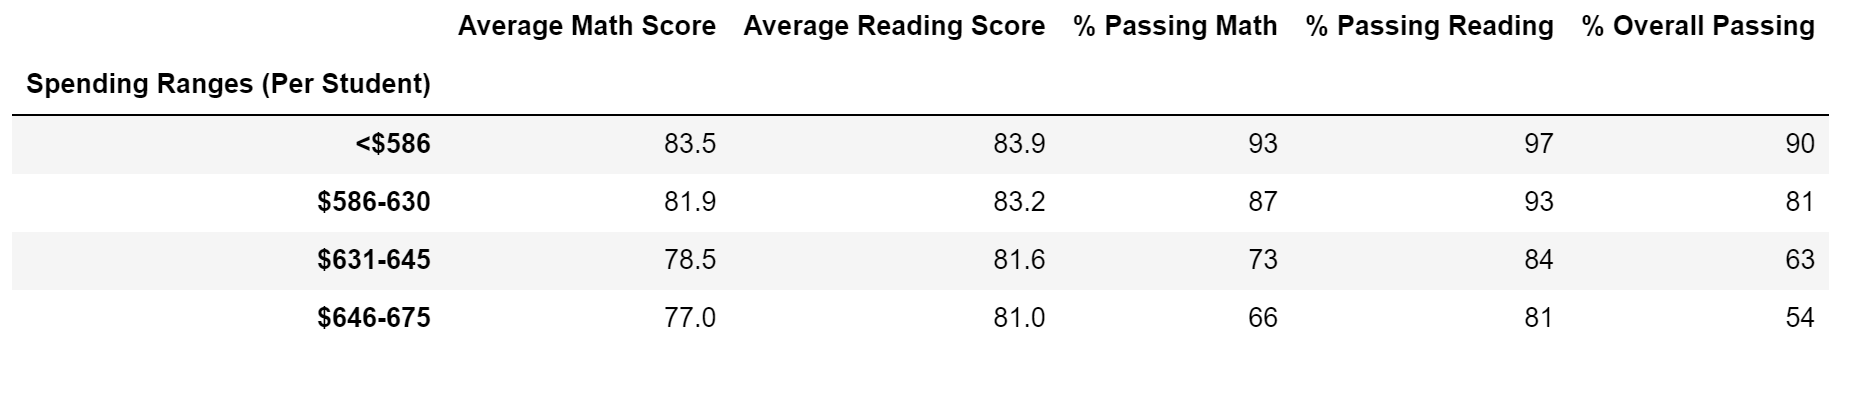 Average Math Score Average Reading Score % Passing Math % Passing Reading % Overall Passing
Spending Ranges (Per Student)
<$586 83.5 83.9 93 97 90
$586-630 81.9 83.2 87 93 81
$631-645 78.5 81.6 73 84 63
$646-675 77.0 81.0 66 81 54